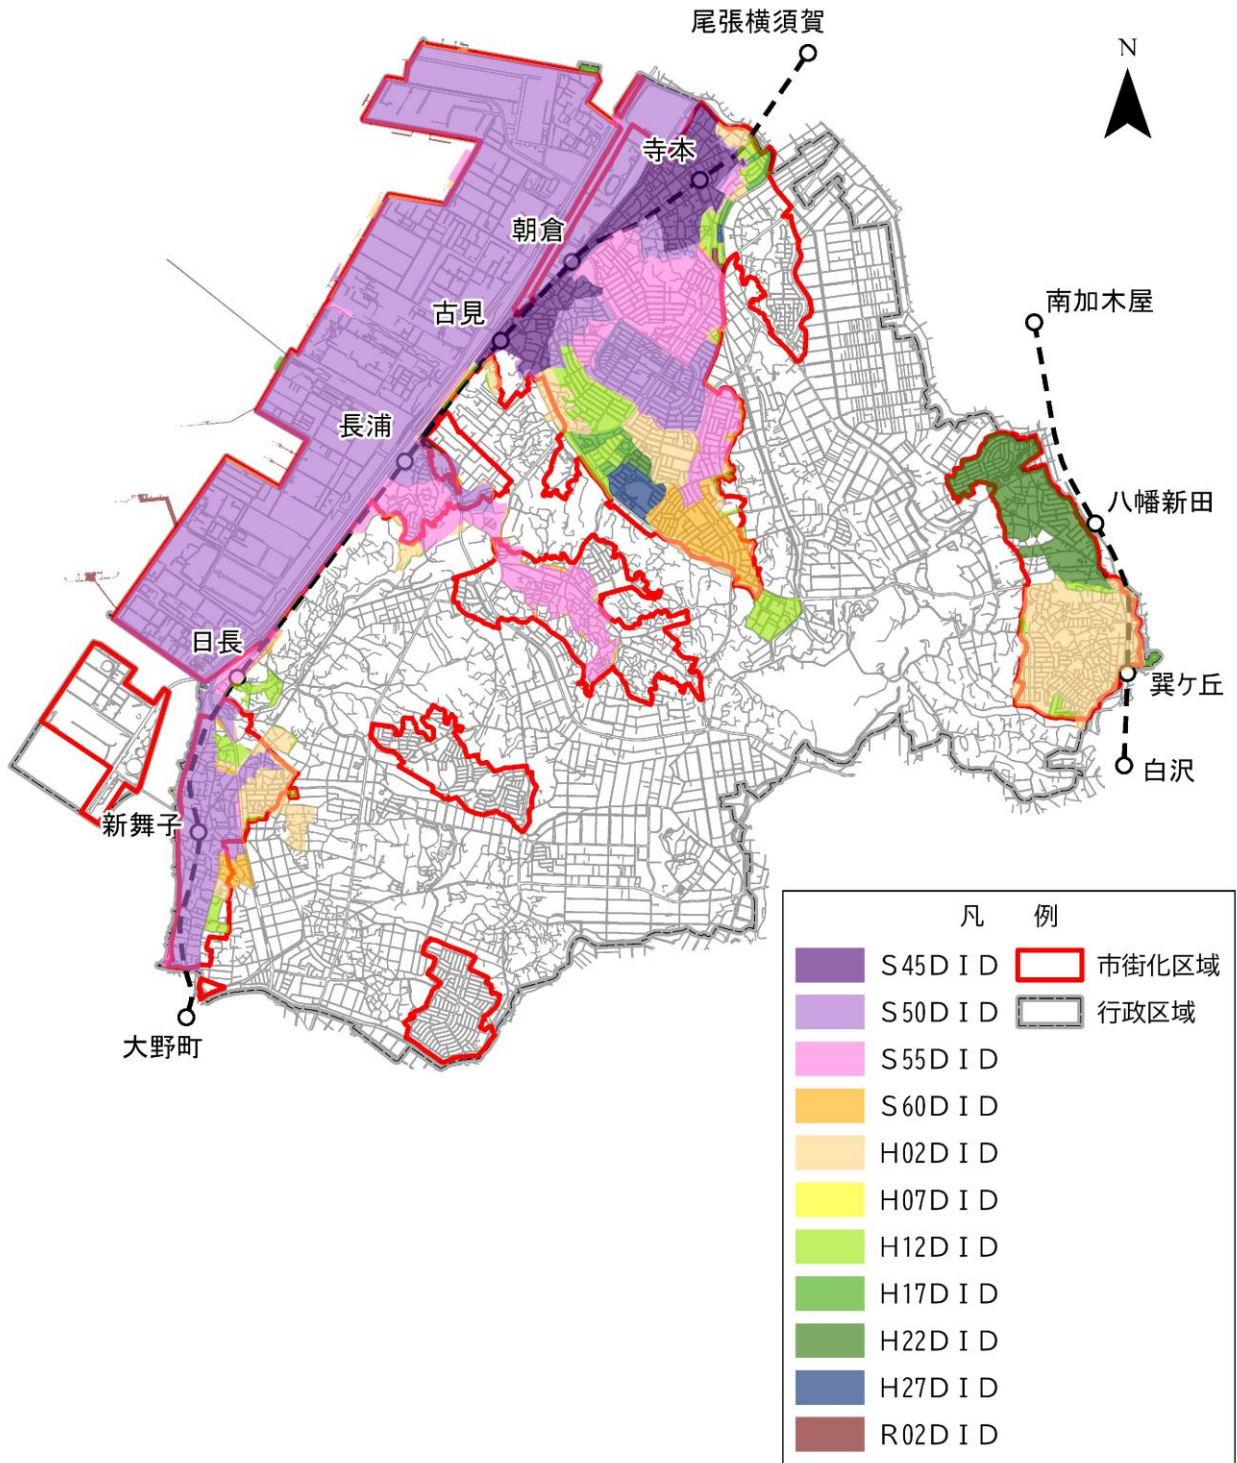 尾張横須賀
N
寺本
朝倉
南加木屋
古見
長浦
八幡新田
日長
巽ケ丘
白沢
新舞子
大野町
凡 例
S45DID 市街化区域
S50DID 行政区域
S55DID
S60DID
H02DID
H07DID
H12DID
H17DID
H22DID
H27DID
R02DID